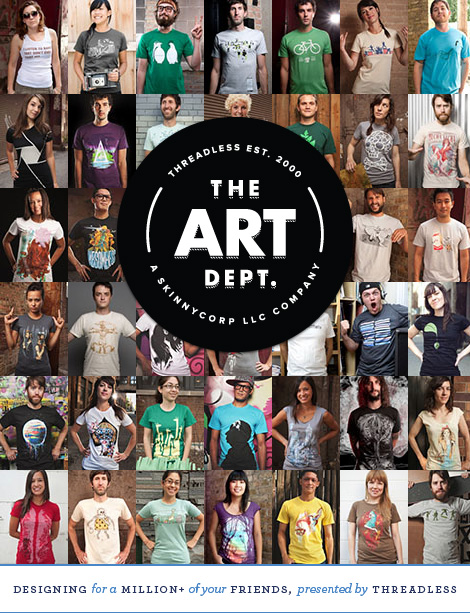 THREADLESS EST. 2000
THE
ART
DEPT.
A SKINNYCORP LLC COMPANY
DESIGNING for a MILLION+ of your FRIENDS, presented by THREADLESS